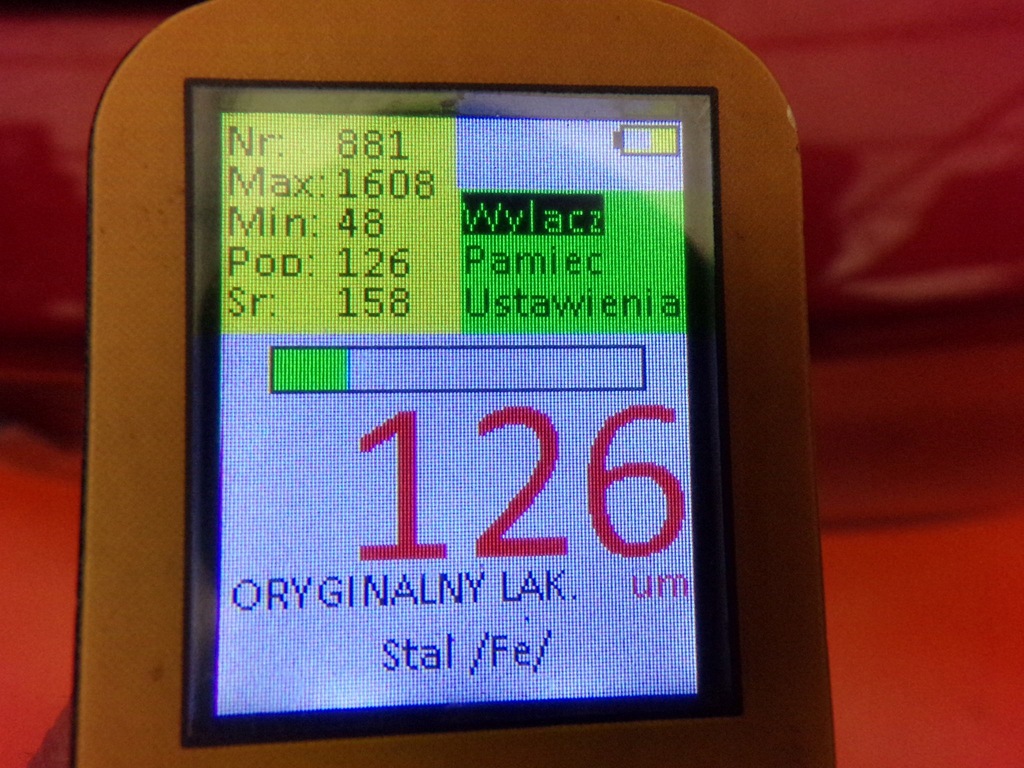 Nr: 881
Max: 1608
Min: 48
Pop: 126
Sr: 158
Wylacz
Pamiec
Ustawienia
126
ORYGINALNY LAK. um
Stal /Fe/